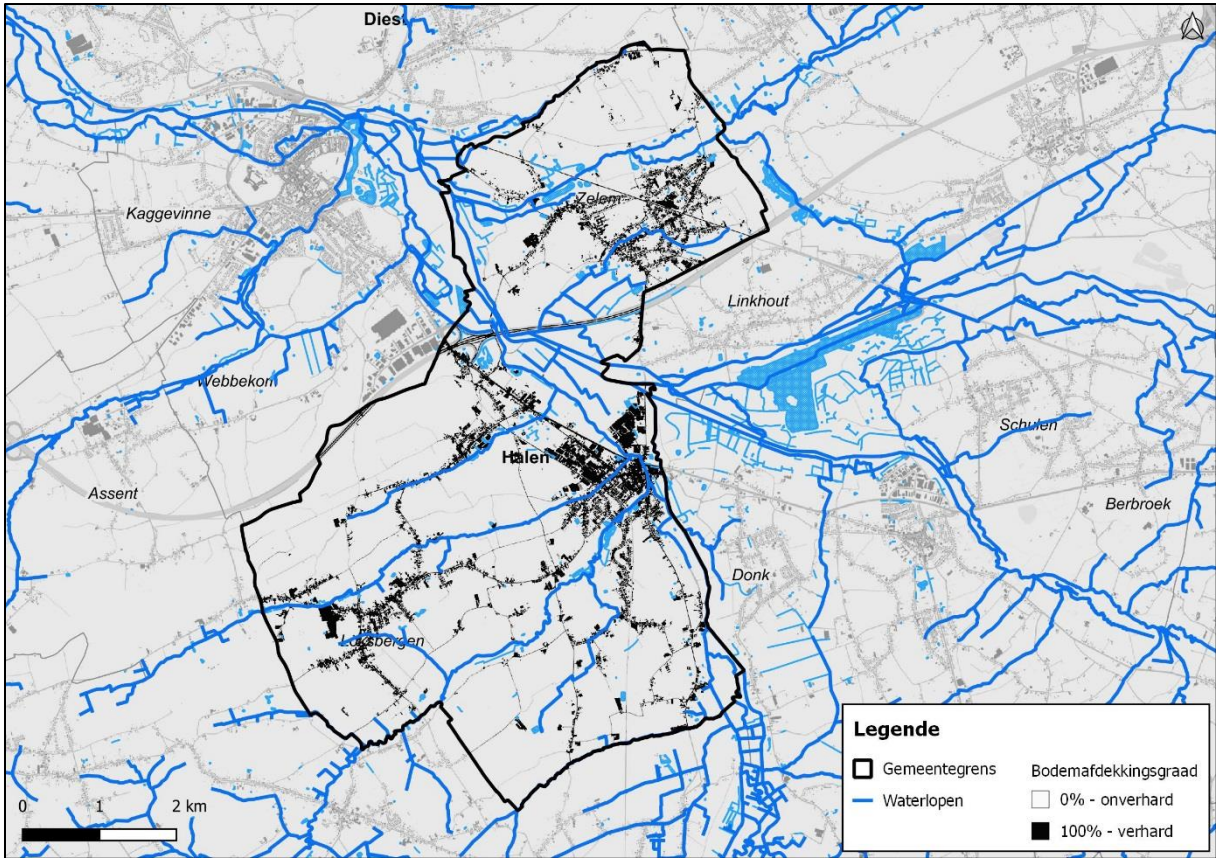 Diest
Kaggevinne
Zelem
Linkhout
Webbekom
Schulen
Halen
Assent
Berbroek
Donk
Loksbergen
Legende
Gemeentegrens
Waterlopen
Bodemafdekkingsgraad
0% - onverhard
100% - verhard
0 1 2 km